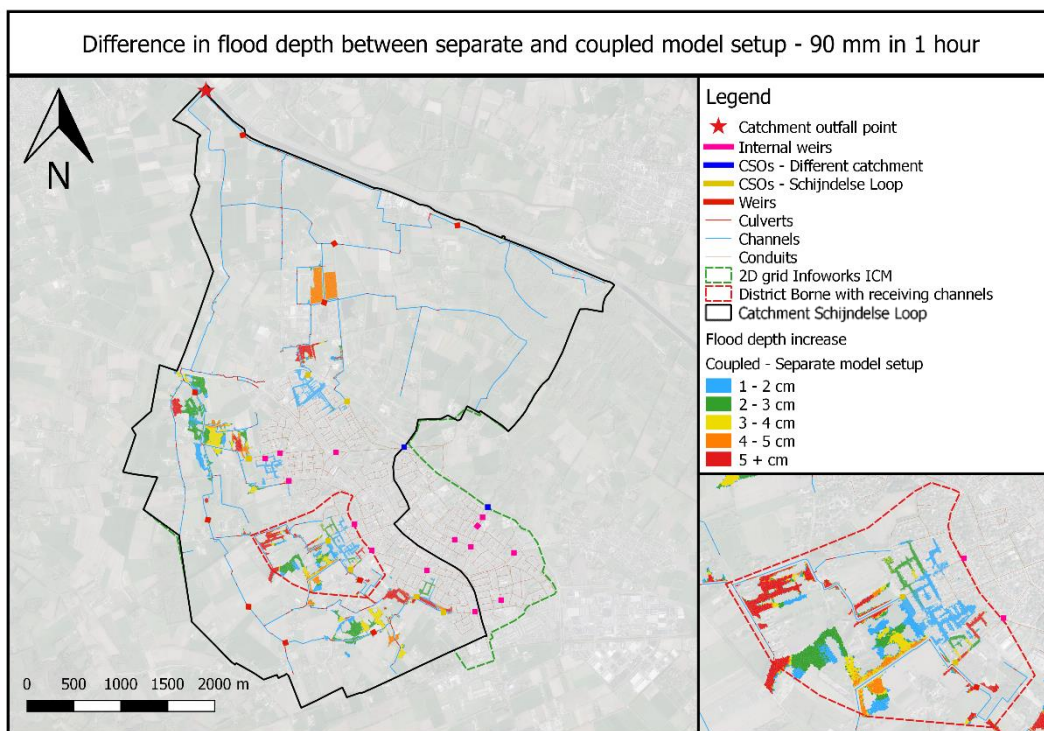 Difference in flood depth between separate and coupled model setup - 90 mm in 1 hour
N
0 500 1000 1500 2000 m
Legend
Catchment outfall point
Internal weirs
CSOs - Different catchment
CSOs - Schijndelse Loop
Weirs
Culverts
Channels
Conduits
2D grid Infoworks ICM
District Borne with receiving channels
Catchment Schijndelse Loop
Flood depth increase
Coupled - Separate model setup
1 - 2 cm
2 - 3 cm
3 - 4 cm
4 - 5 cm
5 + cm